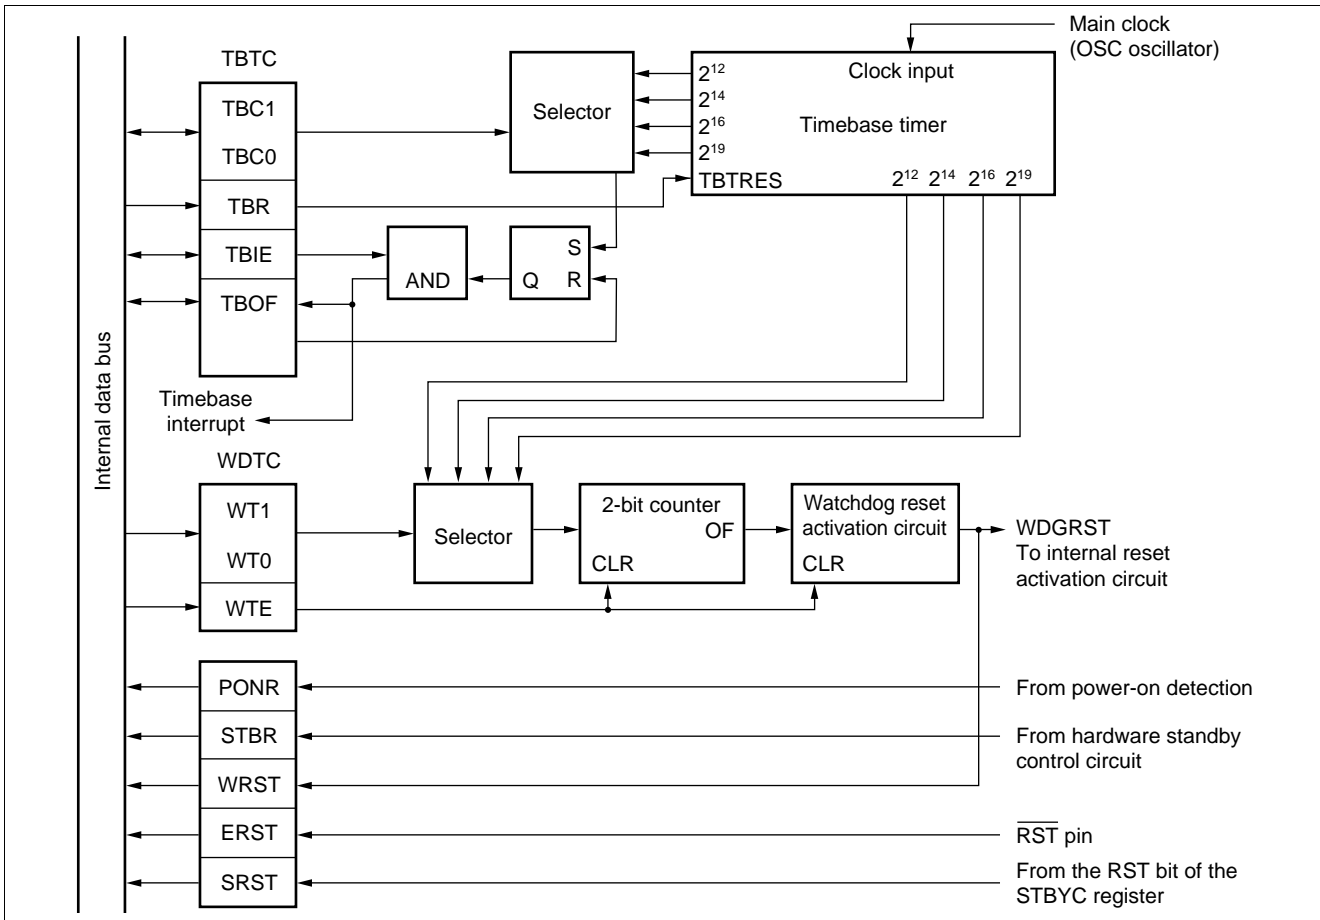 Main clock
(OSC oscillator)
TBTC
TBC1
TBC0
TBR
TBIE
TBOF
Selector
2¹²
2¹⁴
2¹⁶
2¹⁹
TBTRES
Clock input
Timebase timer
2¹² 2¹⁴ 2¹⁶ 2¹⁹
AND
S
Q R
Internal data bus
Timebase
interrupt
WDTC
WT1
WT0
WTE
Selector
2-bit counter
OF
CLR
Watchdog reset
activation circuit
CLR
WDGRST
To internal reset
activation circuit
PONR
From power-on detection
STBR
From hardware standby
control circuit
WRST
ERST
R̅S̅T̅ pin
SRST
From the RST bit of the
STBYC register